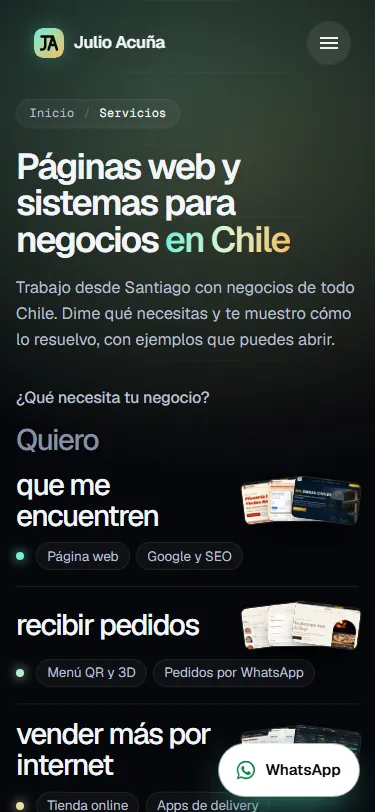 JA Julio Acuña
Inicio / Servicios
Páginas web y
sistemas para
negocios en Chile
Trabajo desde Santiago con negocios de todo
Chile. Dime qué necesitas y te muestro cómo
lo resuelvo, con ejemplos que puedes abrir.
¿Qué necesita tu negocio?
Quiero
que me
encuentren
Página web
Google y SEO
recibir pedidos
Menú QR y 3D
Pedidos por WhatsApp
vender más por
internet
WhatsApp
Tienda online
Apps de delivery